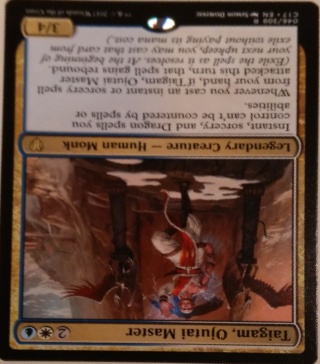 Taigam, Ojutai Master
2
Legendary Creature — Human Monk
Instant, sorcery, and Dragon spells you
control can't be countered by spells or
abilities.
Whenever you cast an instant or sorcery spell
from your hand, if Taigam, Ojutai Master
attacked this turn, that spell gains rebound.
(Exile the spell as it resolves. At the beginning of
your next upkeep, you may cast that card from
exile without paying its mana cost.)
3/4
C17 • EN